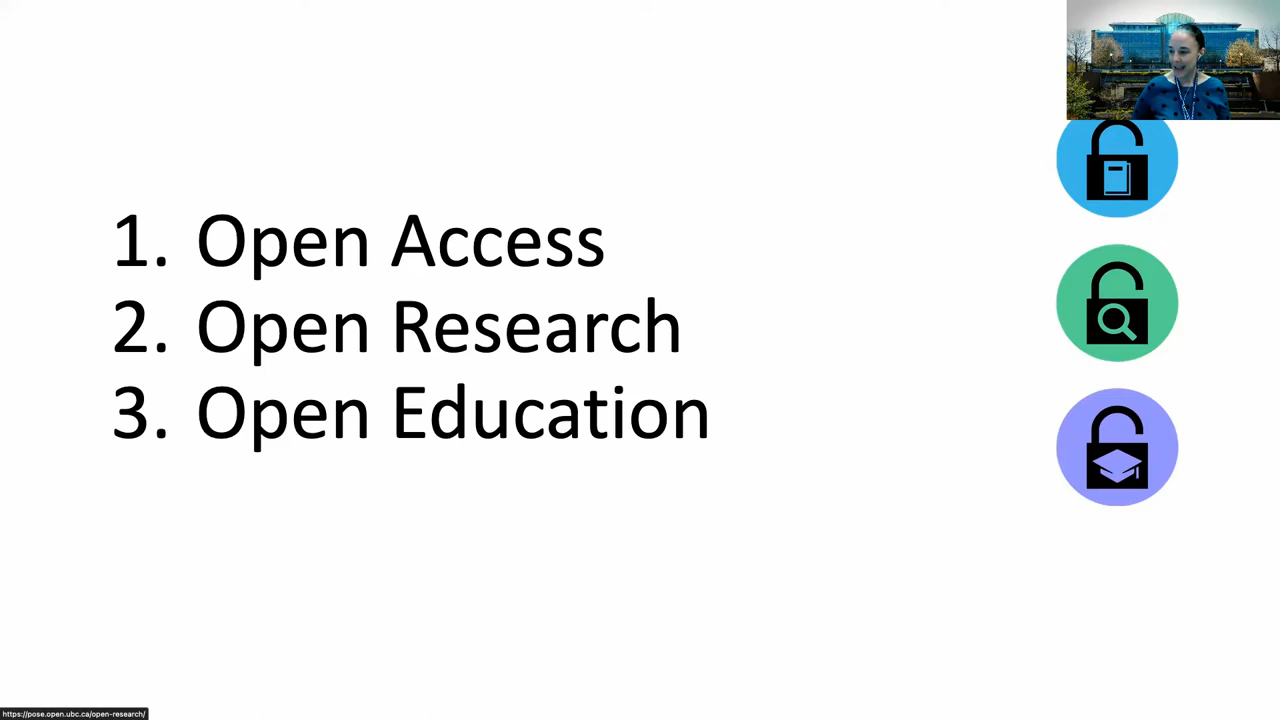 1. Open Access
2. Open Research
3. Open Education
https://pose.open.ubc.ca/open-research/